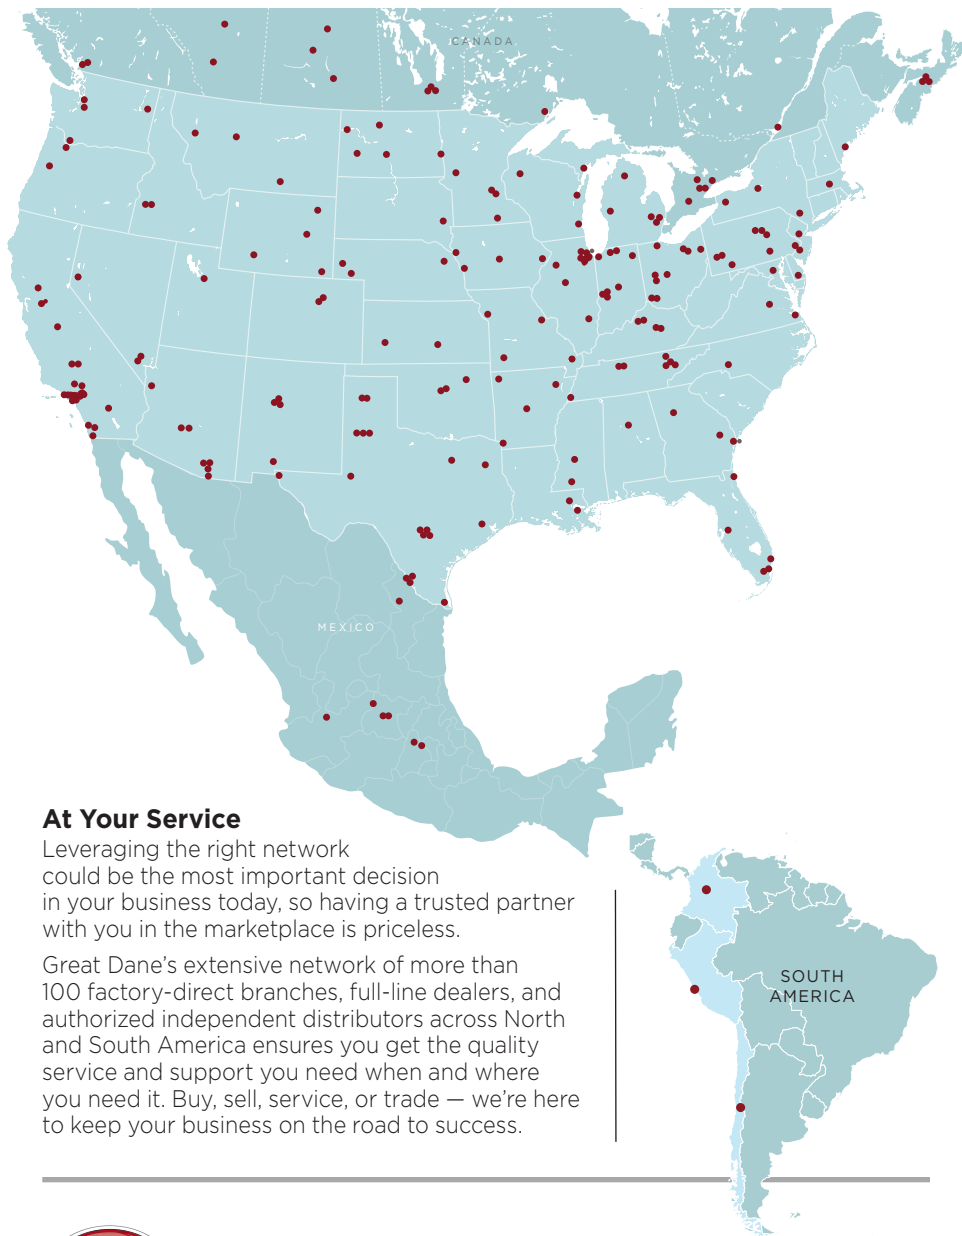 CANADA
MEXICO
At Your Service
Leveraging the right network
could be the most important decision
in your business today, so having a trusted partner
with you in the marketplace is priceless.
Great Dane’s extensive network of more than
100 factory-direct branches, full-line dealers, and
authorized independent distributors across North
and South America ensures you get the quality
service and support you need when and where
you need it. Buy, sell, service, or trade — we’re here
to keep your business on the road to success.
SOUTH
AMERICA